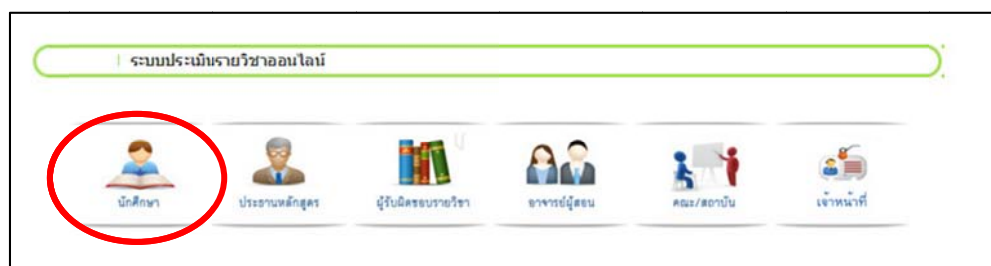 ระบบประเมินรายวิชาออนไลน์
นักศึกษา ประธานหลักสูตร ผู้รับผิดชอบรายวิชา อาจารย์ผู้สอน คณะ/สถาบัน เจ้าหน้าที่